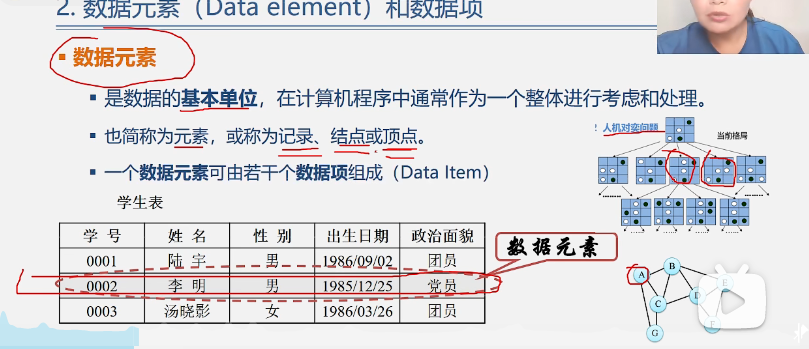 2. 数据元素（Data element）和数据项
▪ 数据元素
▪ 是数据的基本单位，在计算机程序中通常作为一个整体进行考虑和处理。
▪ 也简称为元素，或称为记录、结点或顶点。
▪ 一个数据元素可由若干个数据项组成（Data Item）
！人机对弈问题
当前格局
........
........
......
......
......
......
学生表
学 号 姓 名 性 别 出生日期 政治面貌
0001 陆 宇 男 1986/09/02 团员
0002 李 明 男 1985/12/25 党员
0003 汤晓影 女 1986/03/26 团员
数据元素
A
B
C
D
E
F
G